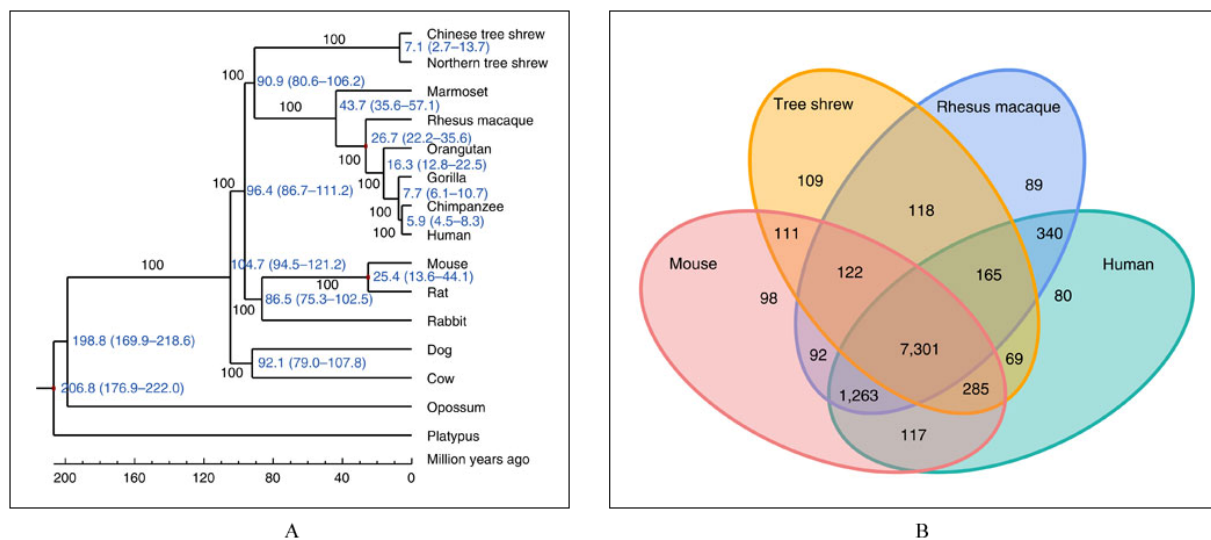 100
Chinese tree shrew
7.1 (2.7–13.7)
Northern tree shrew
100
90.9 (80.6–106.2)
Marmoset
100
43.7 (35.6–57.1)
Rhesus macaque
26.7 (22.2–35.6)
100
Orangutan
16.3 (12.8–22.5)
100
Gorilla
7.7 (6.1–10.7)
100
96.4 (86.7–111.2)
Chimpanzee
100
5.9 (4.5–8.3)
100
Human
Mouse
100
104.7 (94.5–121.2)
100
25.4 (13.6–44.1)
Rat
86.5 (75.3–102.5)
100
Rabbit
198.8 (169.9–218.6)
Dog
92.1 (79.0–107.8)
100
Cow
206.8 (176.9–222.0)
Opossum
Platypus
Million years ago
200 160 120 80 40 0
A
Tree shrew
Rhesus macaque
109
89
118
111
340
Mouse
Human
122
165
98
80
92
7,301
69
1,263
285
117
B